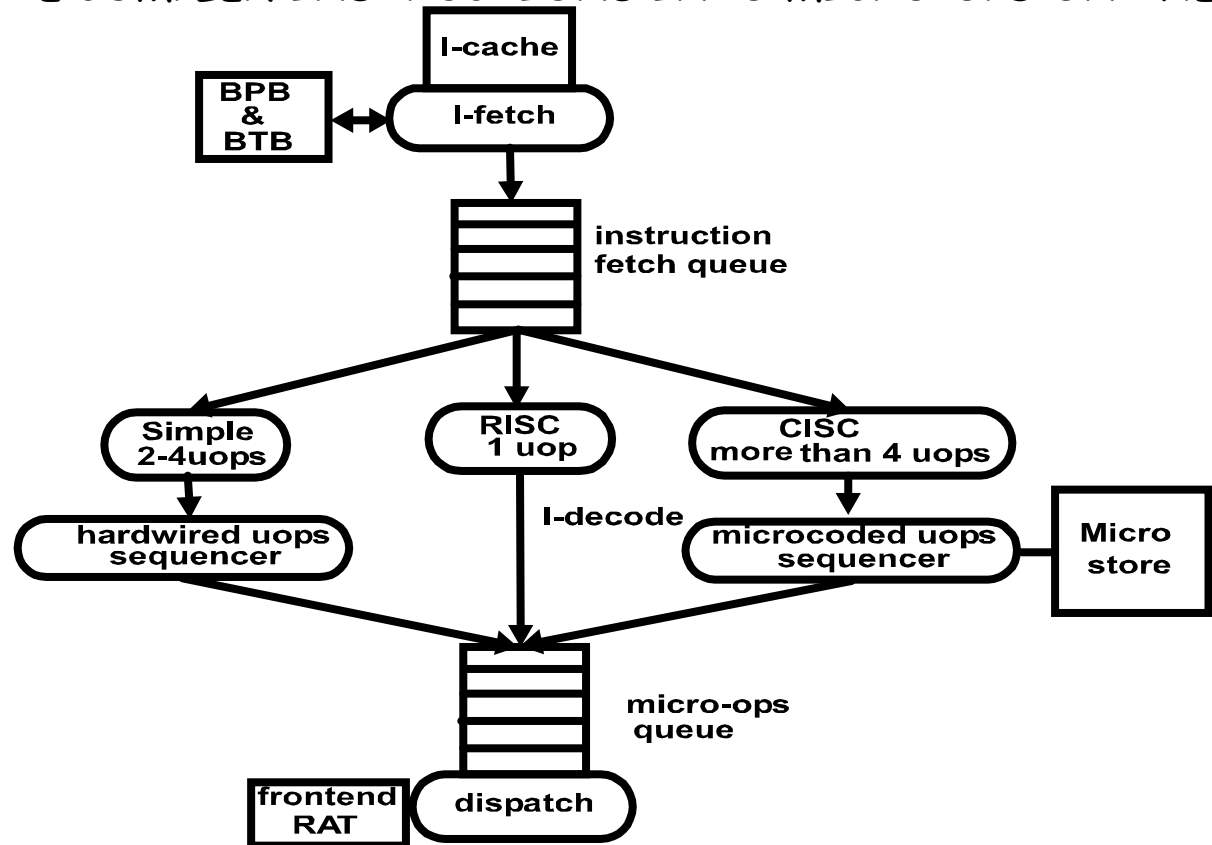 I-cache
BPB
&
BTB
I-fetch
instruction
fetch queue
Simple
2-4uops
RISC
1 uop
CISC
more than 4 uops
I-decode
hardwired uops
sequencer
microcoded uops
sequencer
Micro
store
micro-ops
queue
frontend
RAT
dispatch